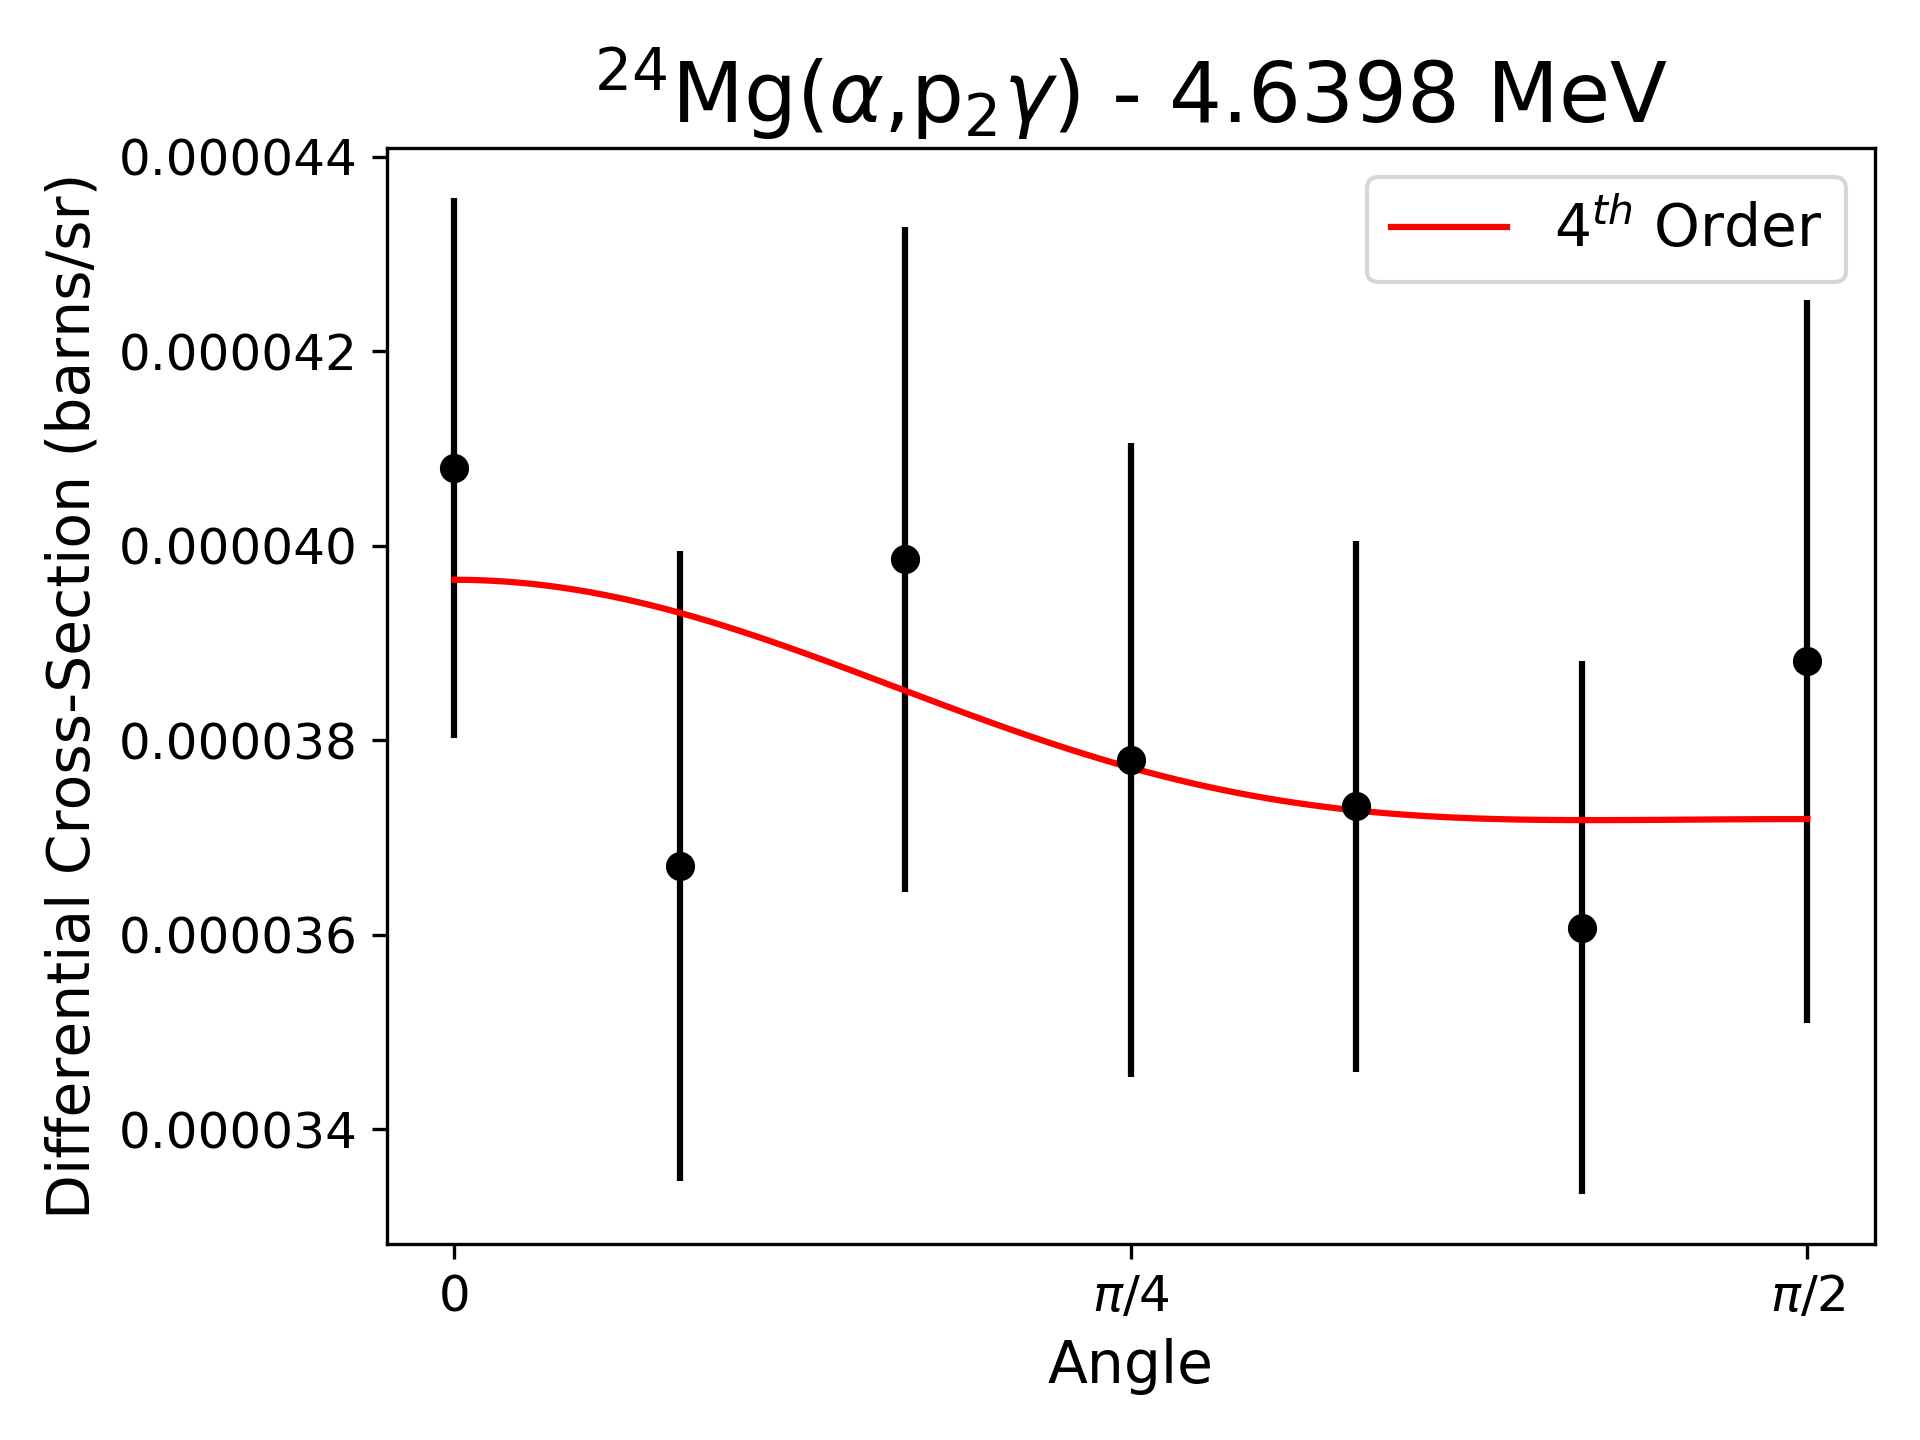 ²⁴Mg(α,p₂γ) - 4.6398 MeV
Differential Cross-Section (barns/sr)
0.000044
0.000042
0.000040
0.000038
0.000036
0.000034
4ᵗʰ Order
0
π/4
π/2
Angle